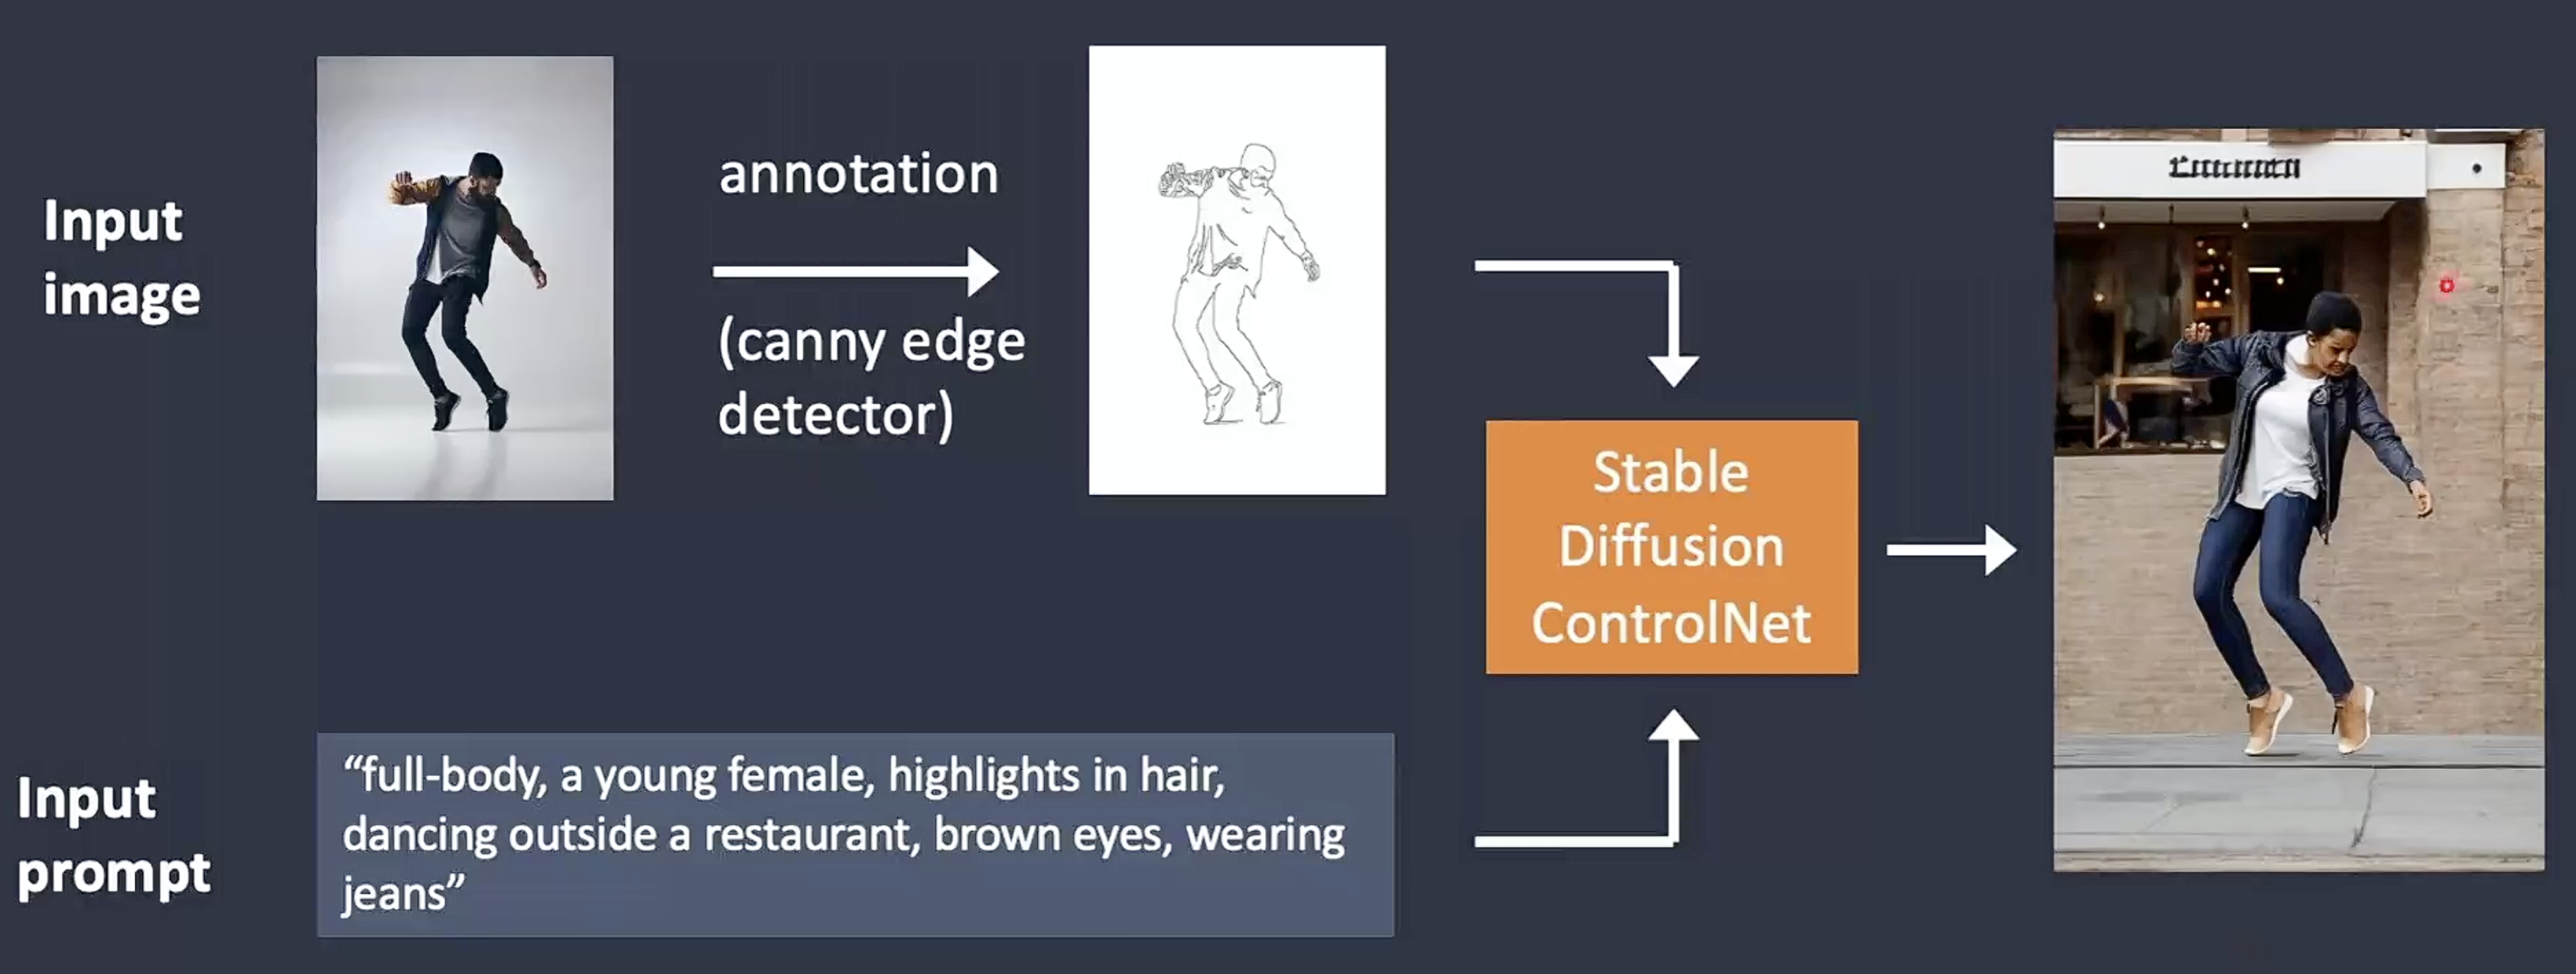 Input
image
annotation
(canny edge
detector)
Stable
Diffusion
ControlNet
Input
prompt
“full-body, a young female, highlights in hair,
dancing outside a restaurant, brown eyes, wearing
jeans”